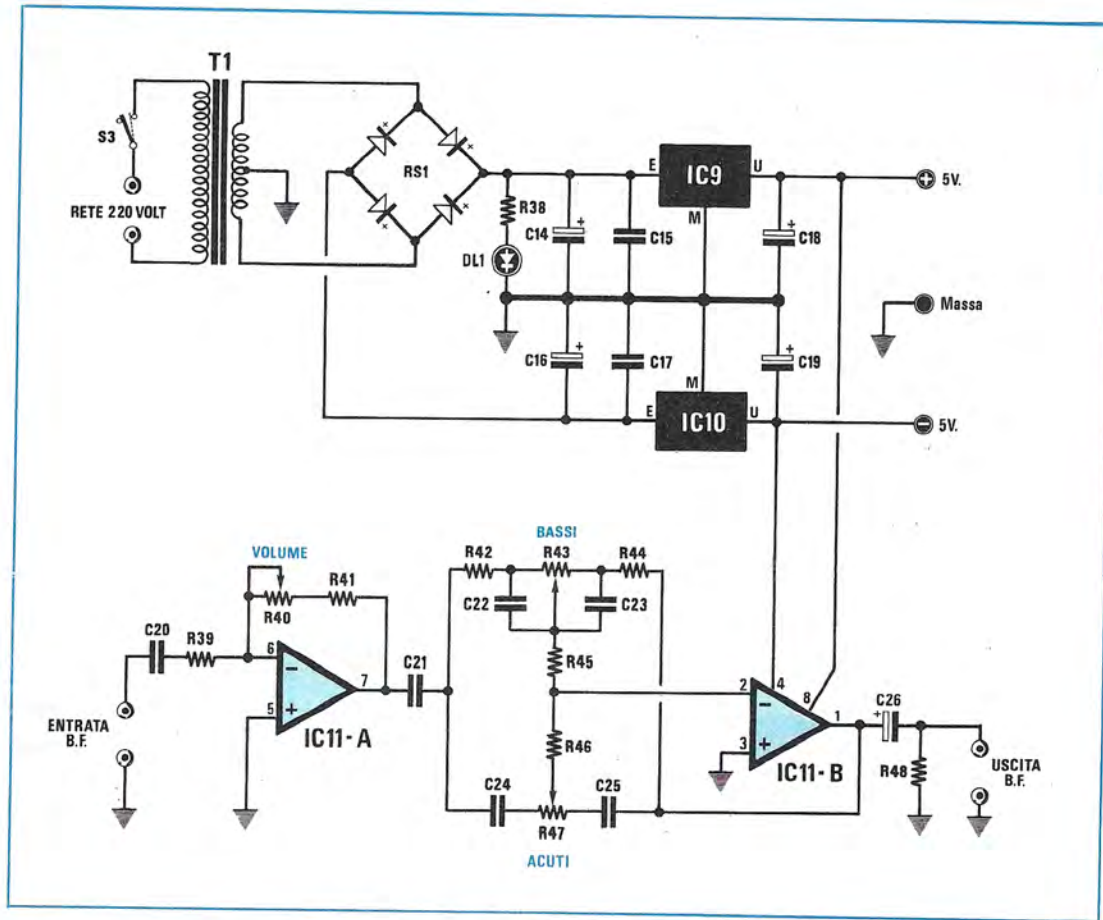 T1
S3
RETE 220 VOLT
RS1
R38
DL1
C14
+
C15
E
IC9
U
M
C18
+
+ 5V.
Massa
C16
+
C17
M
E
IC10
U
C19
+
- 5V.
VOLUME
R40
R41
C20
R39
6
-
5
+
7
IC11-A
ENTRATA
B.F.
C21
BASSI
R42
R43
R44
C22
C23
R45
R46
C24
R47
C25
ACUTI
2
-
3
+
4
8
1
IC11-B
C26
+
R48
USCITA
B.F.